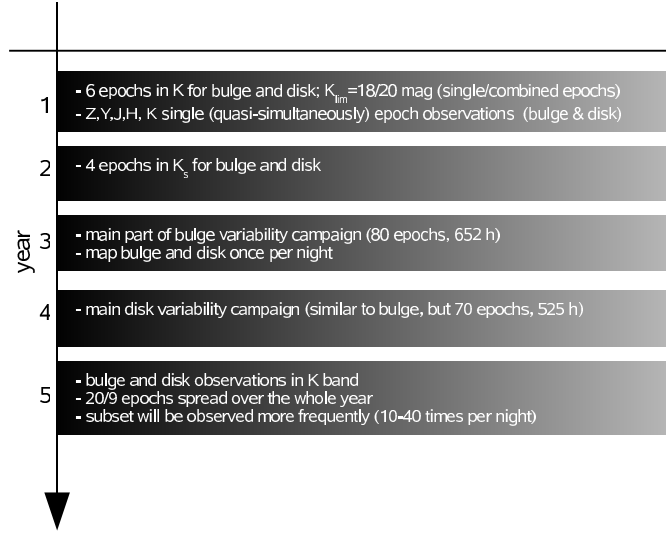 1
- 6 epochs in K for bulge and disk; Klim=18/20 mag (single/combined epochs)
- Z,Y,J,H, K single (quasi-simultaneously) epoch observations (bulge & disk)
2
- 4 epochs in Ks for bulge and disk
year
3
- main part of bulge variability campaign (80 epochs, 652 h)
- map bulge and disk once per night
4
- main disk variability campaign (similar to bulge, but 70 epochs, 525 h)
5
- bulge and disk observations in K band
- 20/9 epochs spread over the whole year
- subset will be observed more frequently (10-40 times per night)